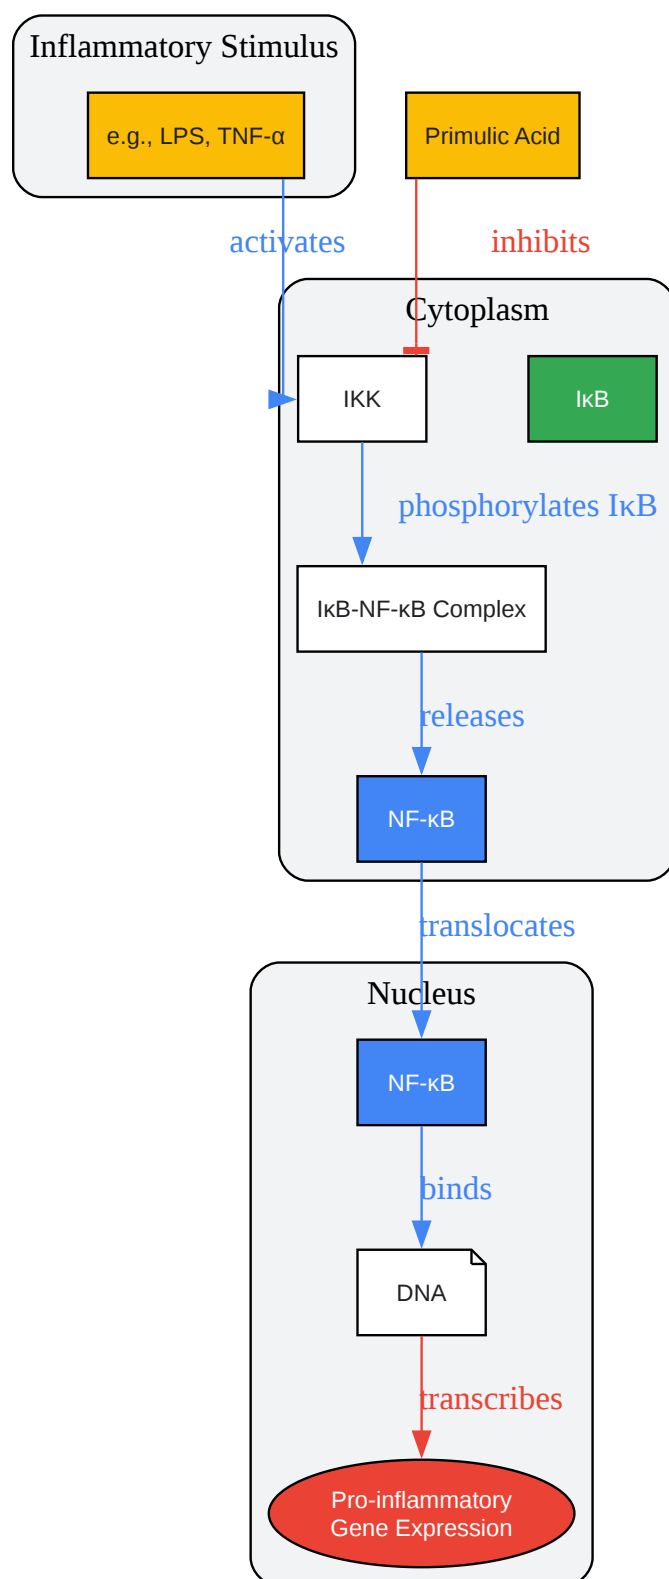 Inflammatory Stimulus
e.g., LPS, TNF-α
Primulic Acid
activates
inhibits
Cytoplasm
IKK
IκB
phosphorylates IκB
IκB-NF-κB Complex
releases
NF-κB
translocates
Nucleus
NF-κB
binds
DNA
transcribes
Pro-inflammatory
Gene Expression